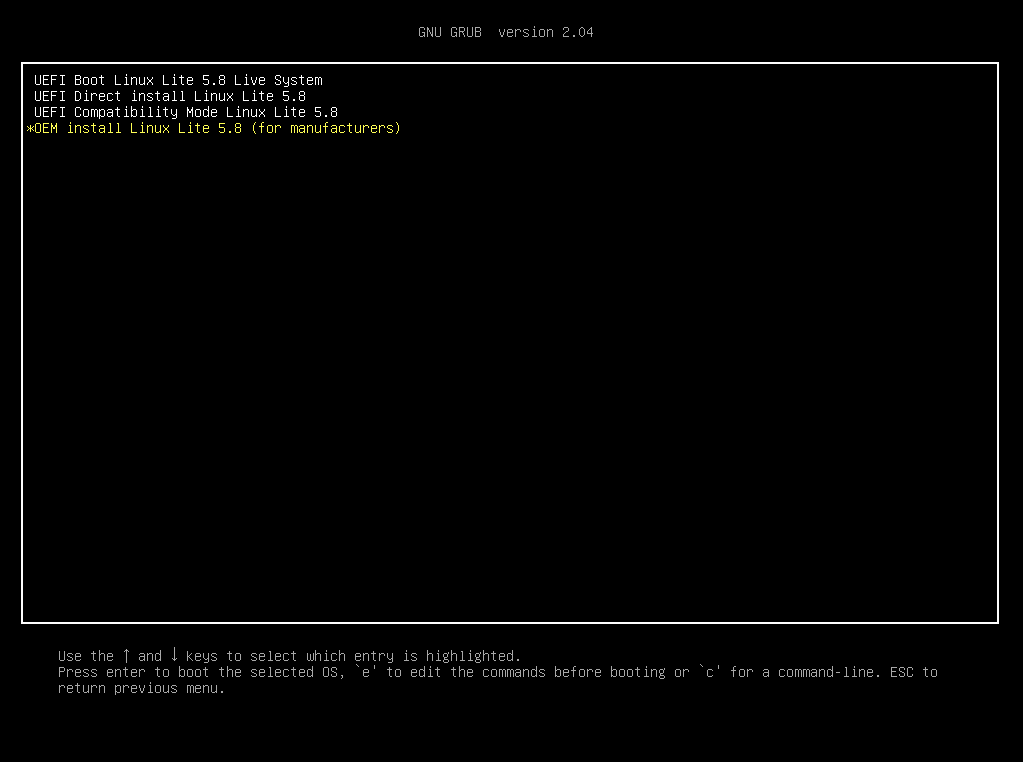 GNU GRUB  version 2.04
UEFI Boot Linux Lite 5.8 Live System
UEFI Direct install Linux Lite 5.8
UEFI Compatibility Mode Linux Lite 5.8
*OEM install Linux Lite 5.8 (for manufacturers)
Use the ↑ and ↓ keys to select which entry is highlighted.
Press enter to boot the selected OS, `e' to edit the commands before booting or `c' for a command-line. ESC to
return previous menu.